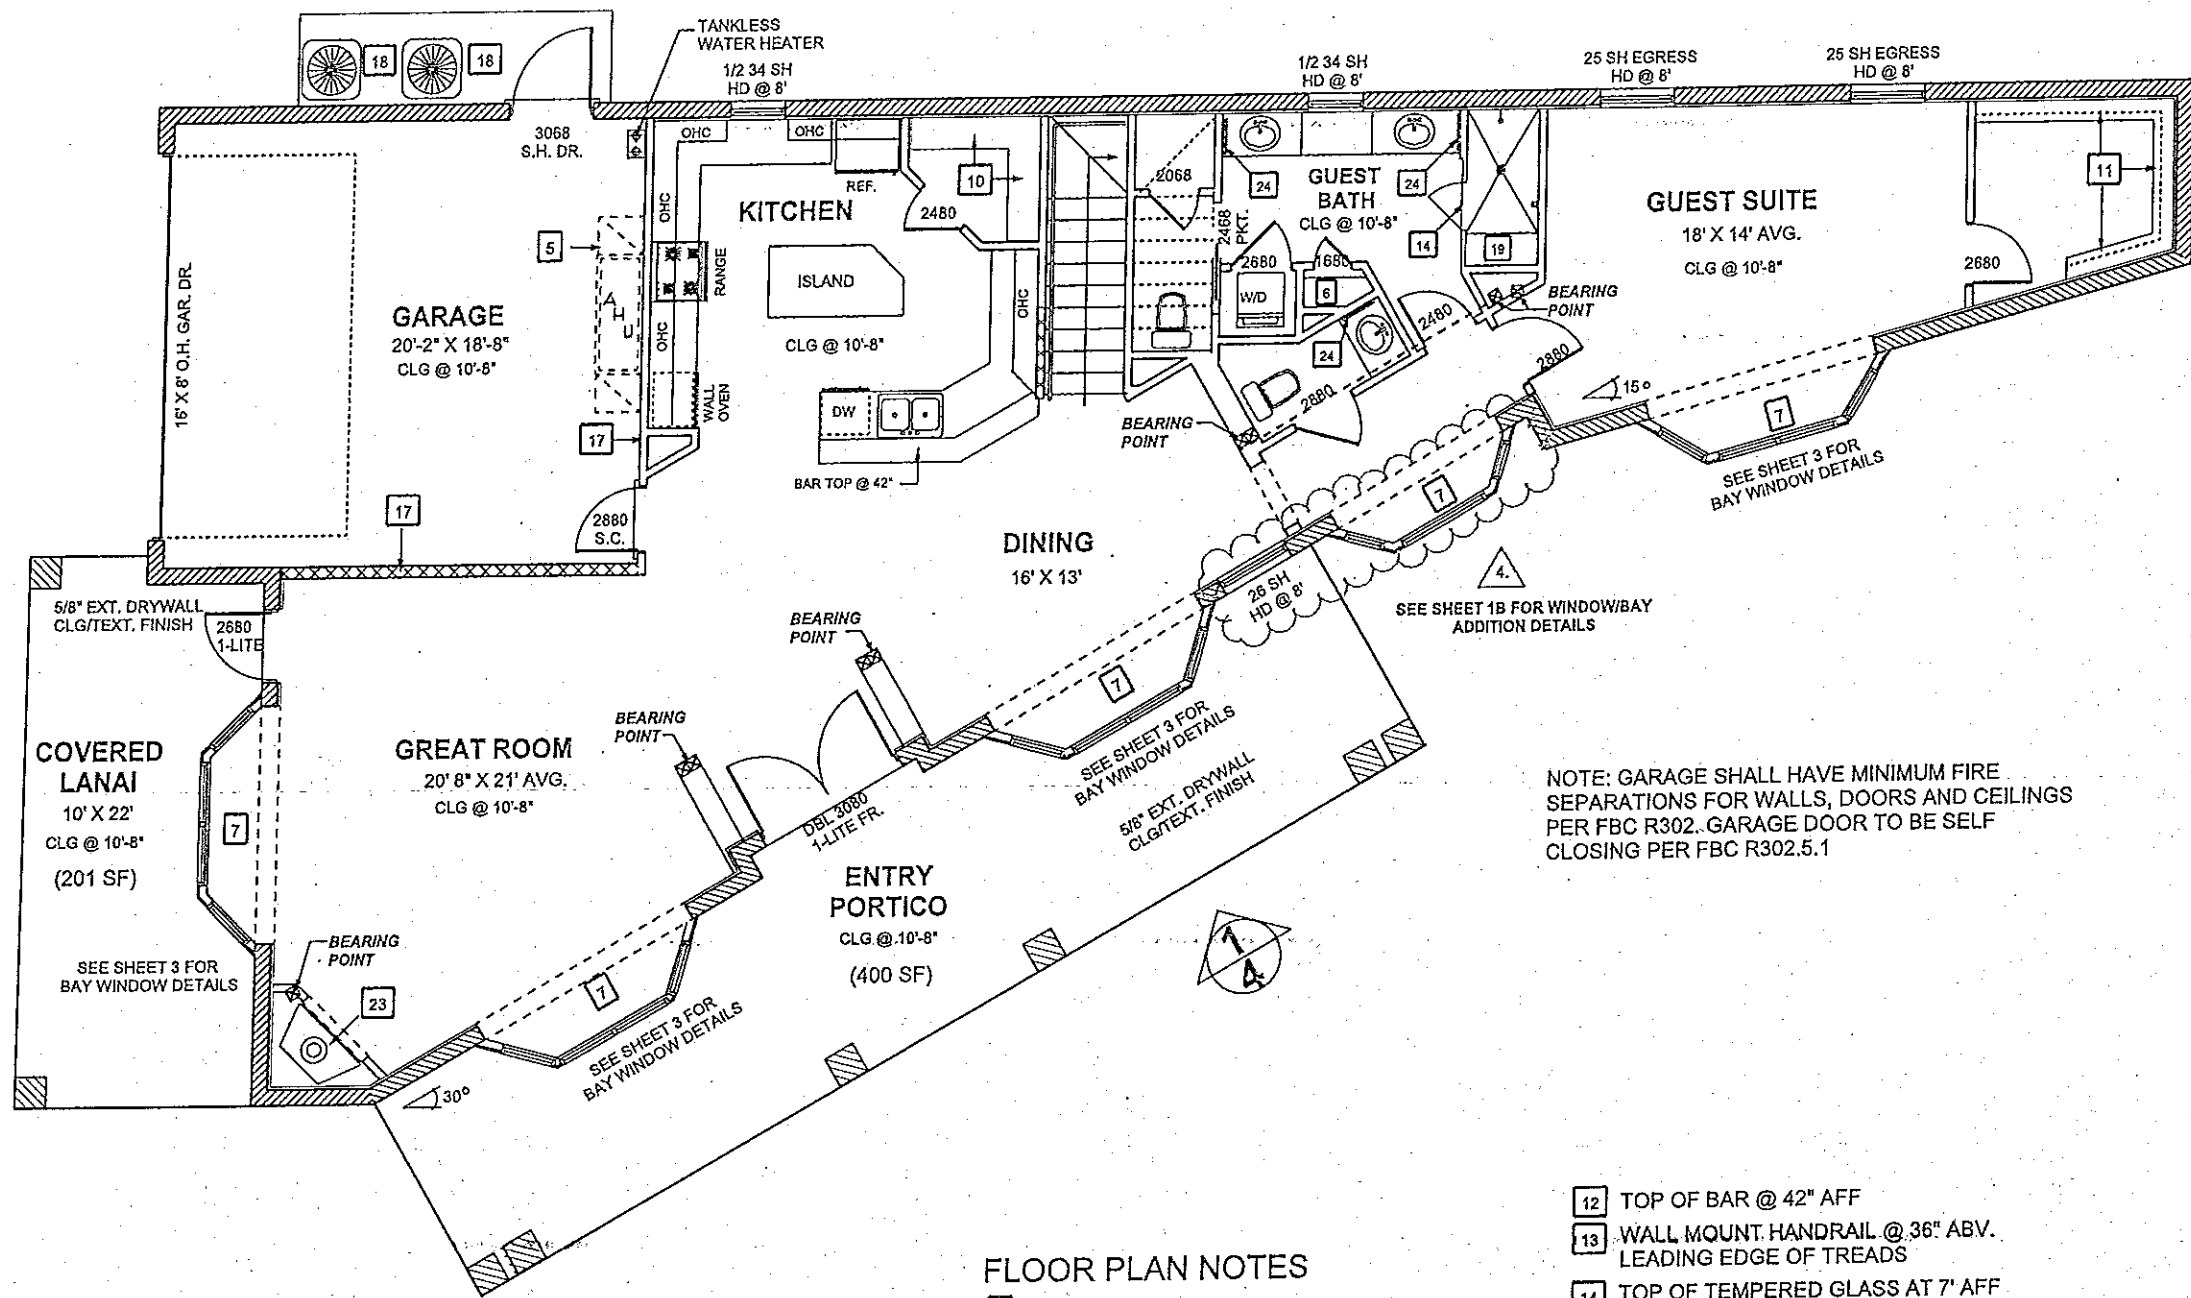 TANKLESS
WATER HEATER
1/2 34 SH
HD @ 8'
1/2 34 SH
HD @ 8'
25 SH EGRESS
HD @ 8'
25 SH EGRESS
HD @ 8'
18
18
3068
S.H. DR.
OHC
OHC
REF.
10
2480
2068
24
GUEST
BATH
CLG @ 10'-8"
24
14
19
2468
PKT.
2680
1680
W/D
6
24
2480
2880
2880
BEARING
POINT
GUEST SUITE
18' X 14' AVG.
CLG @ 10'-8"
2680
11
15°
16' X 8' O.H. GAR. DR.
GARAGE
20'-2" X 18'-8"
CLG @ 10'-8"
5
AHU
17
17
2880
S.C.
KITCHEN
OHC
RANGE
OHC
WALL
OVEN
ISLAND
CLG @ 10'-8"
OHC
DW
BAR TOP @ 42"
BEARING
POINT
DINING
16' X 13'
7
SEE SHEET 3 FOR
BAY WINDOW DETAILS
7
26 SH
HD @ 8'
4.
SEE SHEET 1B FOR WINDOW/BAY
ADDITION DETAILS
5/8" EXT. DRYWALL
CLG/TEXT. FINISH
2680
1-LITE
COVERED
LANAI
10' X 22'
CLG @ 10'-8"
(201 SF)
7
SEE SHEET 3 FOR
BAY WINDOW DETAILS
GREAT ROOM
20' 8" X 21' AVG.
CLG @ 10'-8"
BEARING
POINT
BEARING
POINT
BEARING
POINT
23
30°
DBL 3080
1-LITE FR.
7
SEE SHEET 3 FOR
BAY WINDOW DETAILS
5/8" EXT. DRYWALL
CLG/TEXT. FINISH
ENTRY
PORTICO
CLG @ 10'-8"
(400 SF)
7
SEE SHEET 3 FOR
BAY WINDOW DETAILS
1
4
NOTE: GARAGE SHALL HAVE MINIMUM FIRE
SEPARATIONS FOR WALLS, DOORS AND CEILINGS
PER FBC R302. GARAGE DOOR TO BE SELF
CLOSING PER FBC R302.5.1
FLOOR PLAN NOTES
12 TOP OF BAR @ 42" AFF
13 WALL MOUNT HANDRAIL @ 36" ABV.
LEADING EDGE OF TREADS
14 TOP OF TEMPERED GLASS AT 7' AFF